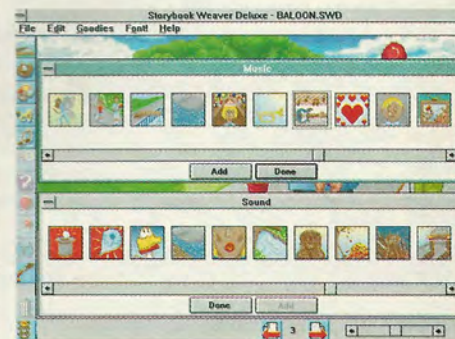 Storybook Weaver Deluxe - BALOON.SWD
File Edit Goodies Font! Help
Music
Add Done
Sound
Done Add
3